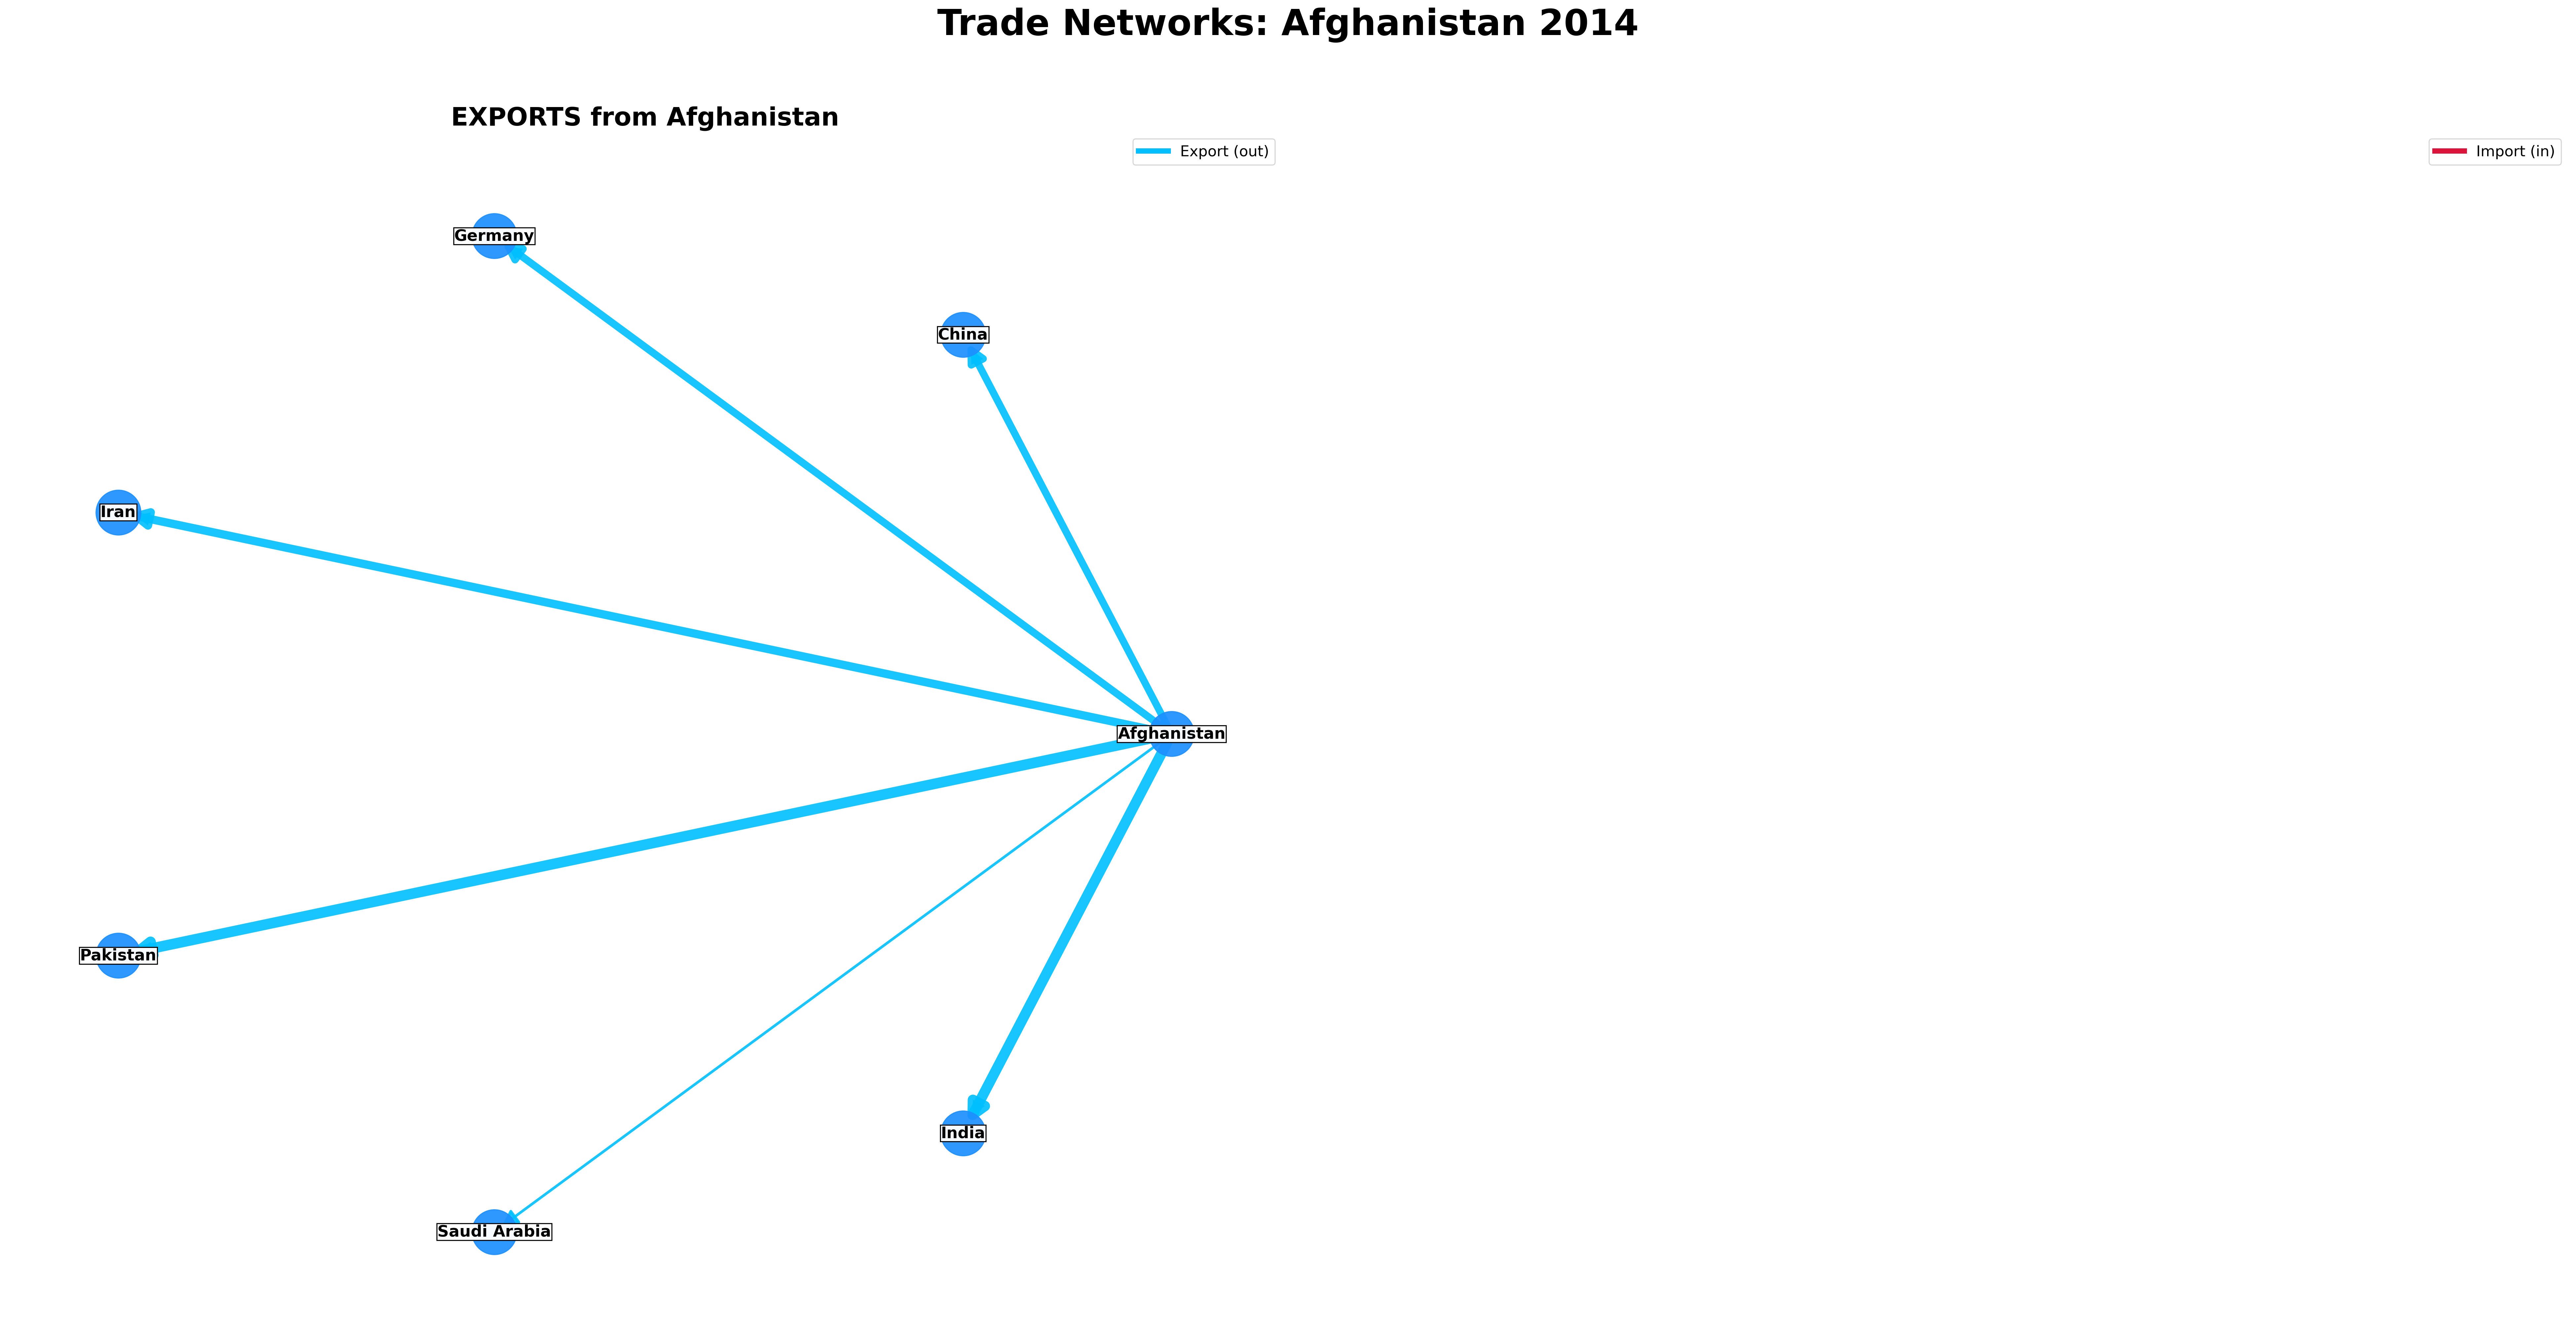 Trade Networks: Afghanistan 2014
EXPORTS from Afghanistan
Export (out)
Import (in)
Germany
China
Iran
Afghanistan
Pakistan
India
Saudi Arabia